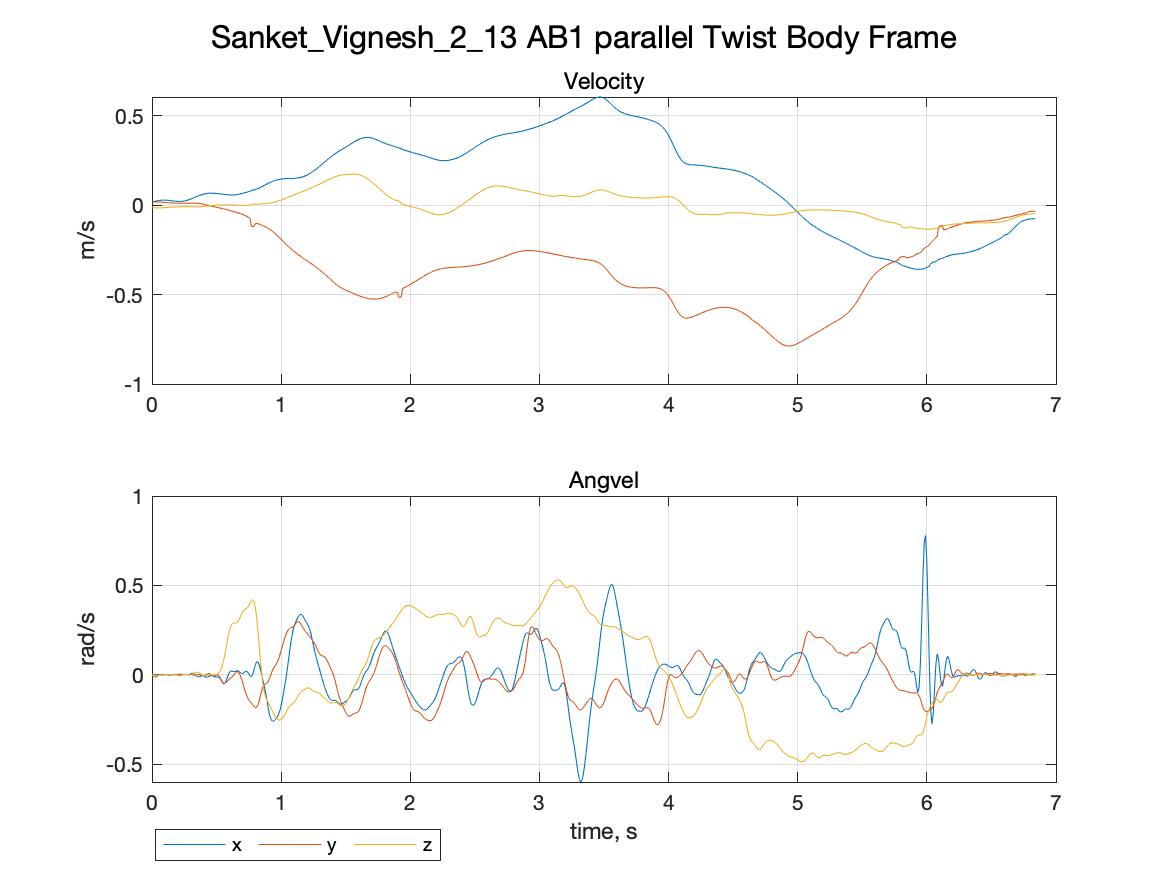 Sanket_Vignesh_2_13 AB1 parallel Twist Body Frame
Velocity
0.5
0
-0.5
-1
m/s
0 1 2 3 4 5 6 7
Angvel
1
0.5
0
-0.5
rad/s
0 1 2 3 4 5 6 7
time, s
x y z